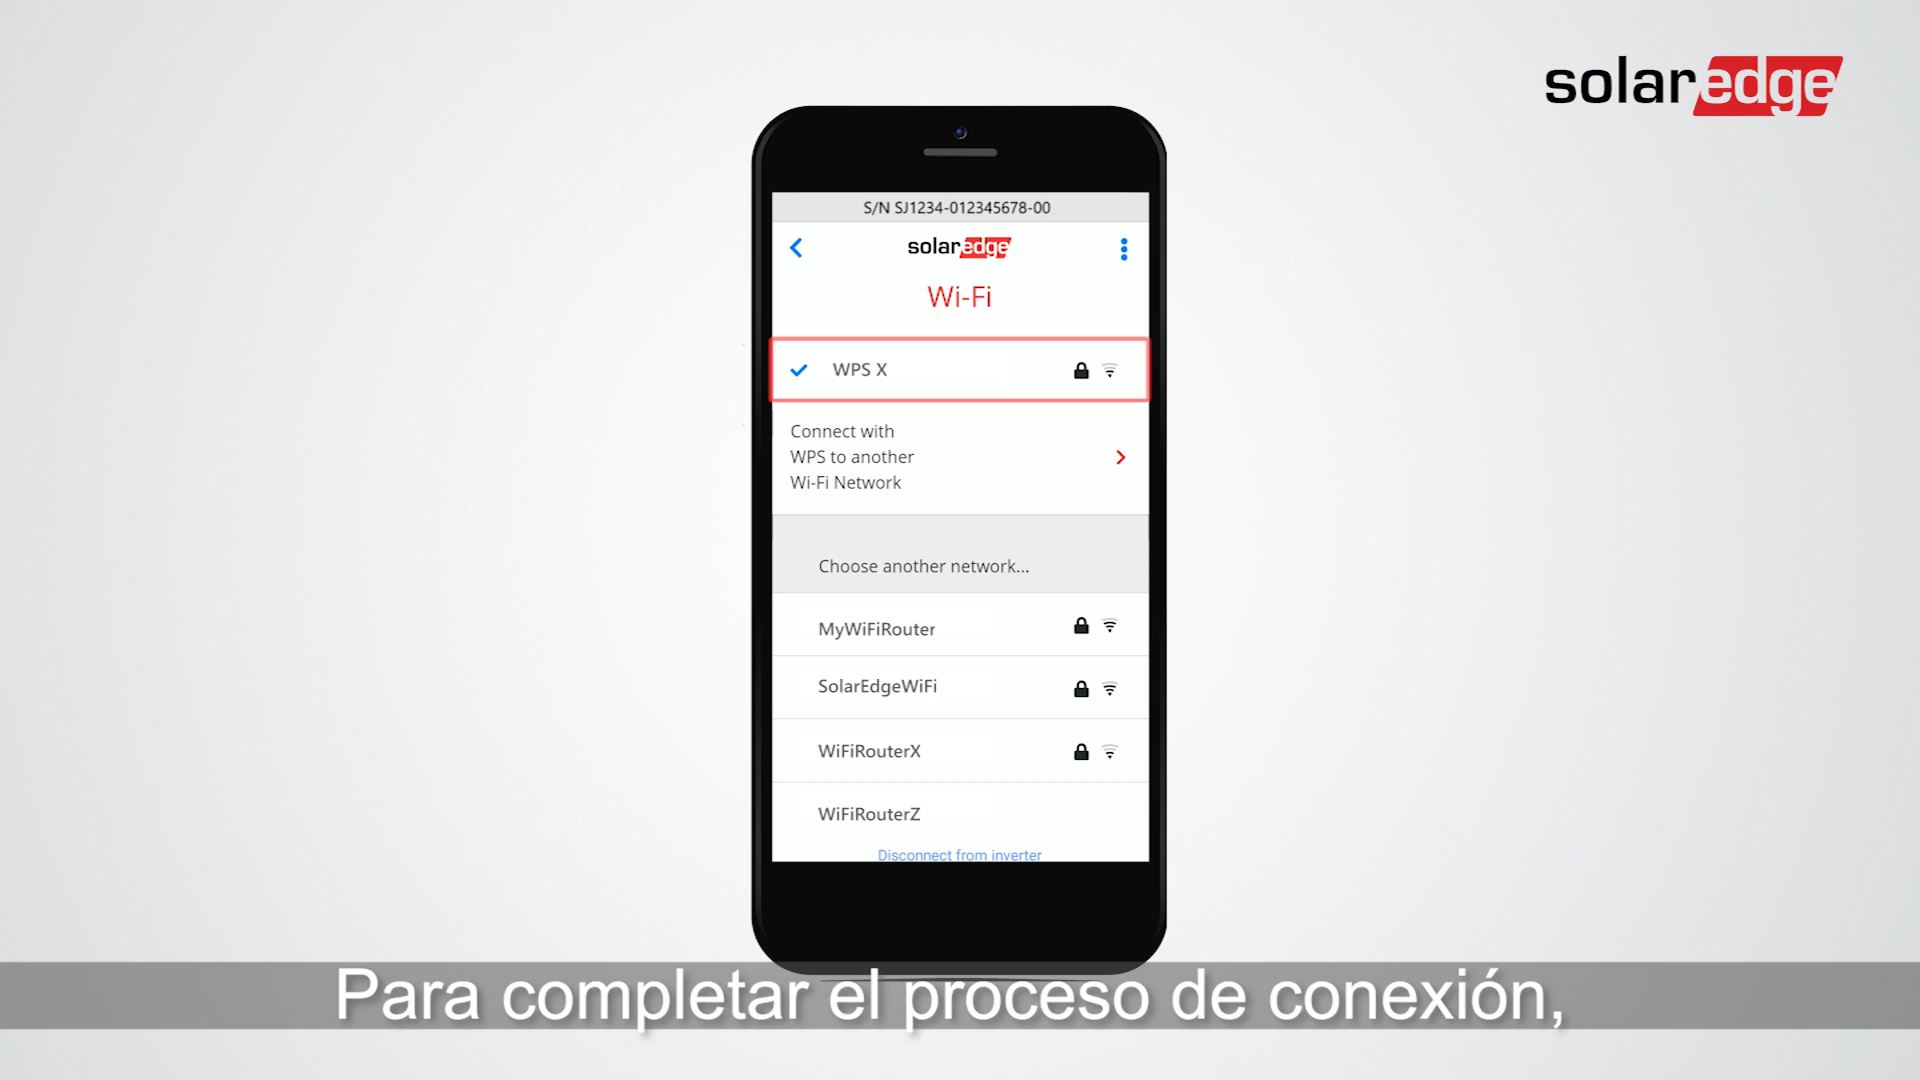 solaredge
S/N SJ1234-012345678-00
solaredge
Wi-Fi
WPS X
Connect with
WPS to another
Wi-Fi Network
Choose another network...
MyWiFiRouter
SolarEdgeWiFi
WiFiRouterX
WiFiRouterZ
Disconnect from inverter
Para completar el proceso de conexión,